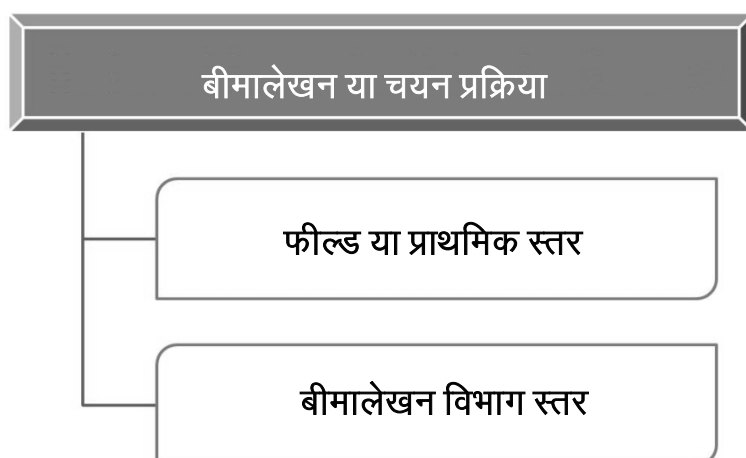 बीमालेखन या चयन प्रक्रिया
फील्ड या प्राथमिक स्तर
बीमालेखन विभाग स्तर